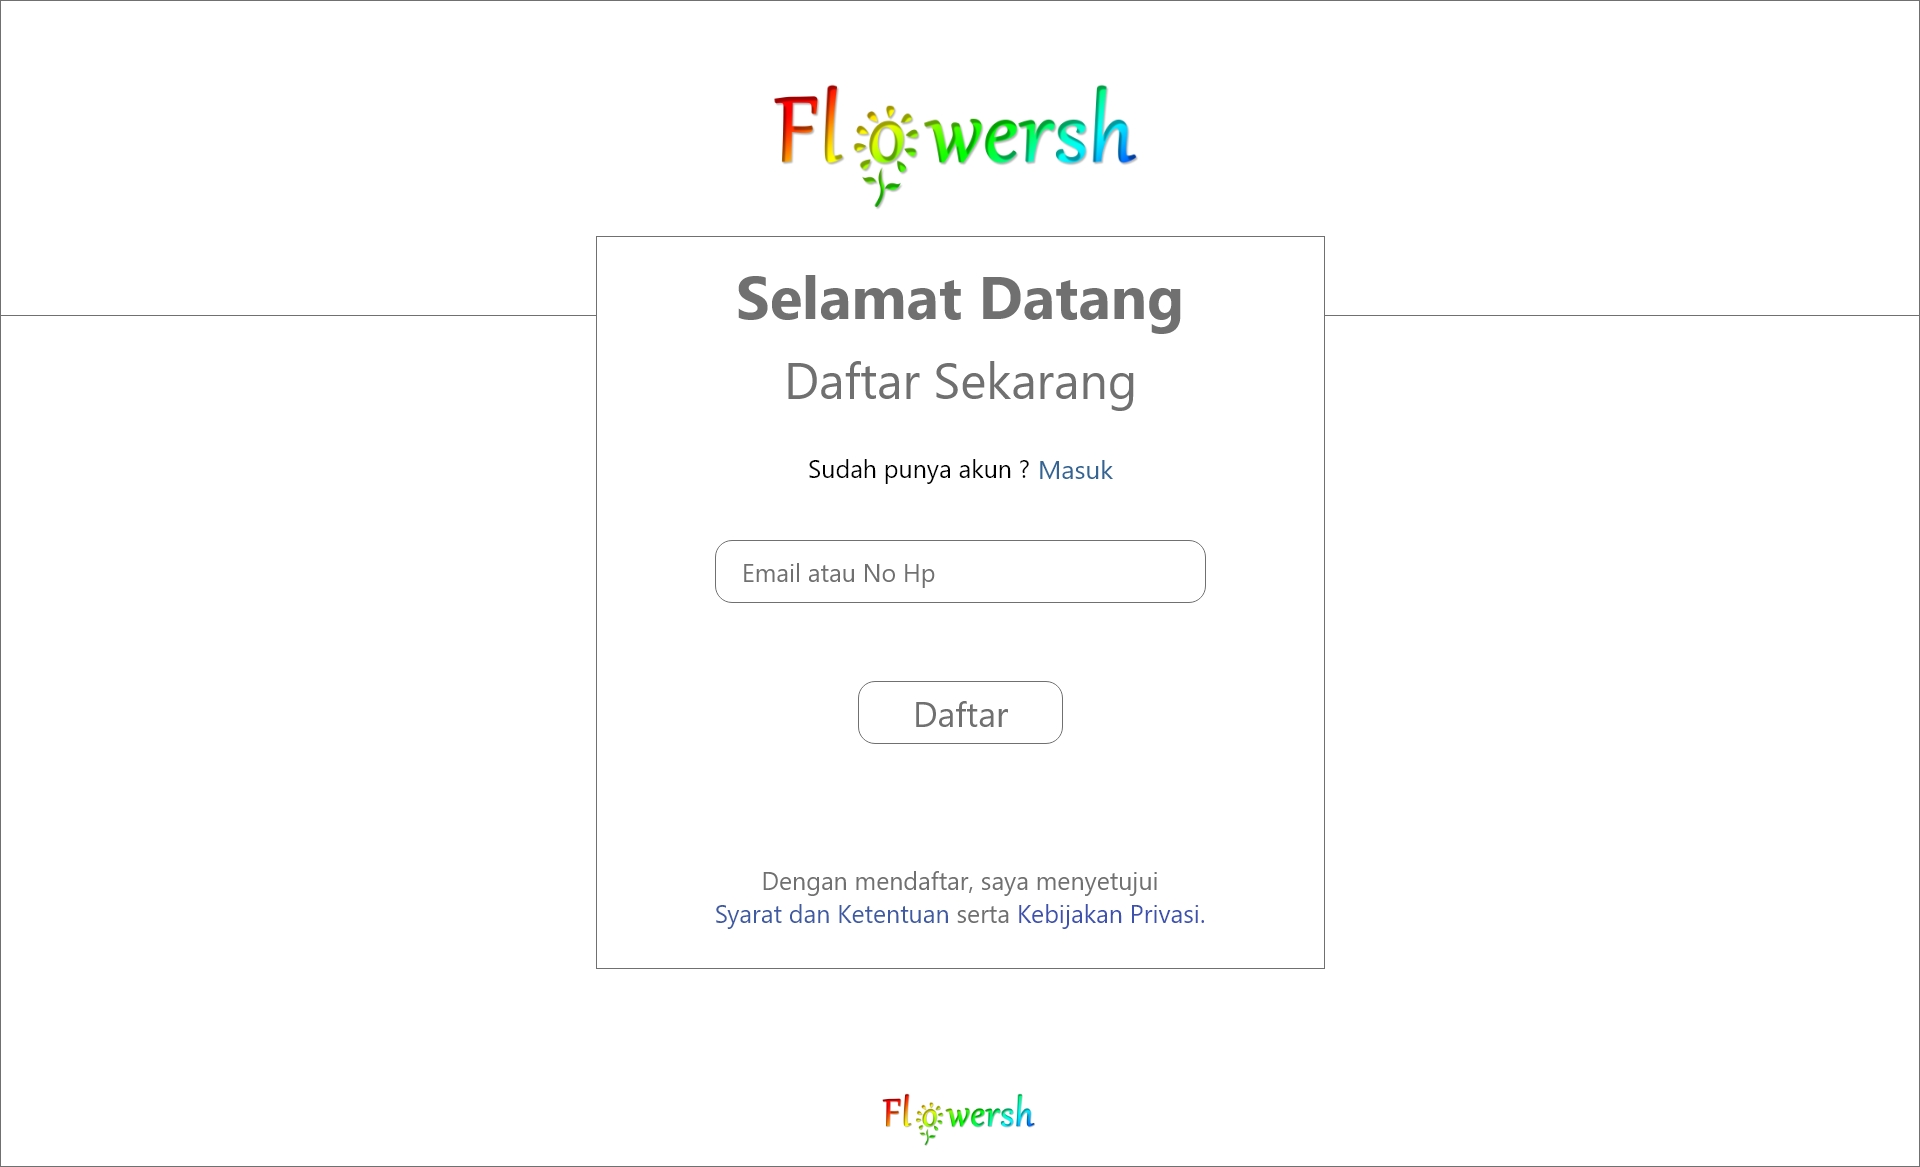 Flowersh
Selamat Datang
Daftar Sekarang
Sudah punya akun ? Masuk
Email atau No Hp
Daftar
Dengan mendaftar, saya menyetujui
Syarat dan Ketentuan serta Kebijakan Privasi.
Flowersh